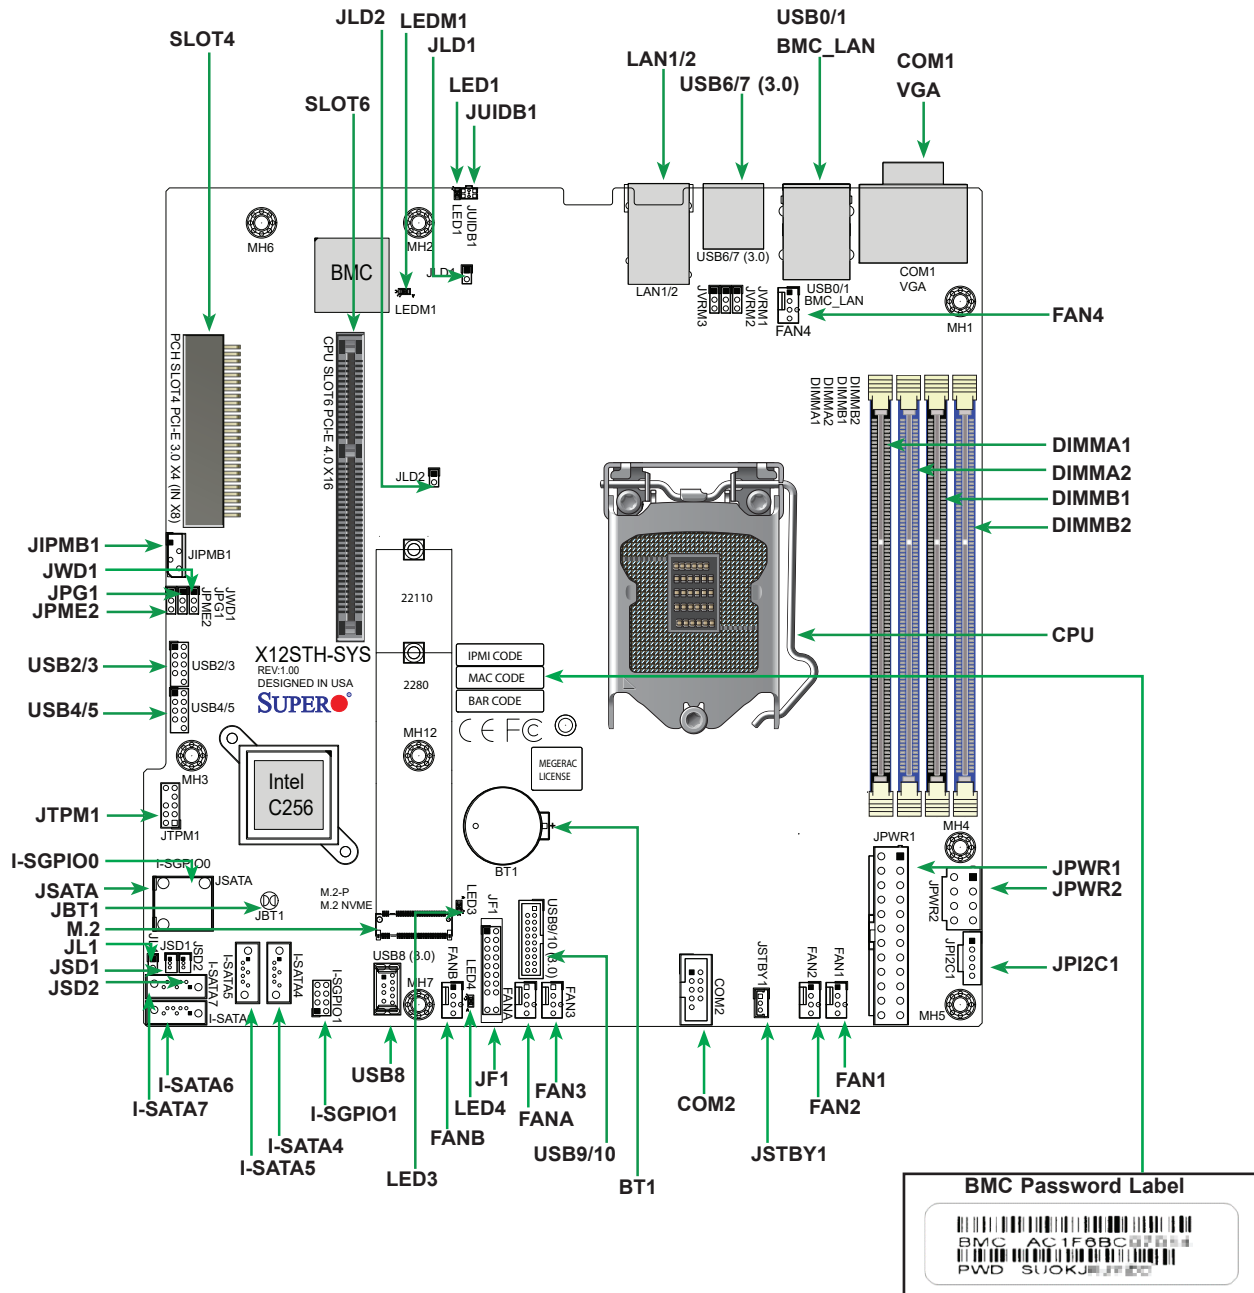 JLD2
LEDM1
JLD1
USB0/1
BMC_LAN
SLOT4
LAN1/2
COM1
VGA
LED1
USB6/7 (3.0)
SLOT6
JUIDB1
LED1
JUIDB1
MH6
MH2
BMC
JLD1
LEDM1
USB6/7 (3.0)
COM1
VGA
LAN1/2
USB0/1
BMC_LAN
JVRM3
JVRM2
JVRM1
FAN4
MH1
FAN4
PCH SLOT4 PCI-E 3.0 X4 (IN X8)
CPU SLOT6 PCI-E 4.0 X16
DIMMA1
DIMMA2
DIMMB1
DIMMB2
DIMMA1
DIMMA2
DIMMB1
DIMMB2
JLD2
JIPMB1
JIPMB1
JWD1
JPG1
JPME2
JPME2
JPG1
JWD1
22110
CPU
X12STH-SYS
REV:1.00
DESIGNED IN USA
SUPER
IPMI CODE
MAC CODE
BAR CODE
2280
USB2/3
USB2/3
USB4/5
USB4/5
CE FC
MH12
MH3
MEGERAC
LICENSE
Intel
C256
JTPM1
JTPM1
BT1
MH4
JPWR1
I-SGPIO0
I-SGPIO0
JSATA
JSATA
JBT1
JBT1
M.2
M.2-P
M.2 NVME
LED3
JF1
USB9/10 (3.0)
JPWR1
JPWR2
JPWR2
JL1
JSD1
JSD2
JSD1
JSD2
I-SATA7
I-SATA5
I-SATA4
I-SGPIO1
USB8 (3.0)
FANB
LED4
FANA
FAN3
MH7
COM2
JSTBY1
FAN2
FAN1
JPI2C1
JPI2C1
MH5
I-SATA
I-SATA6
I-SATA7
I-SATA4
I-SATA5
I-SGPIO1
USB8
LED3
FANB
LED4
JF1
FANA
FAN3
USB9/10
BT1
COM2
JSTBY1
FAN2
FAN1
BMC Password Label
BMC AC1F6BC
PWD SUOKJ